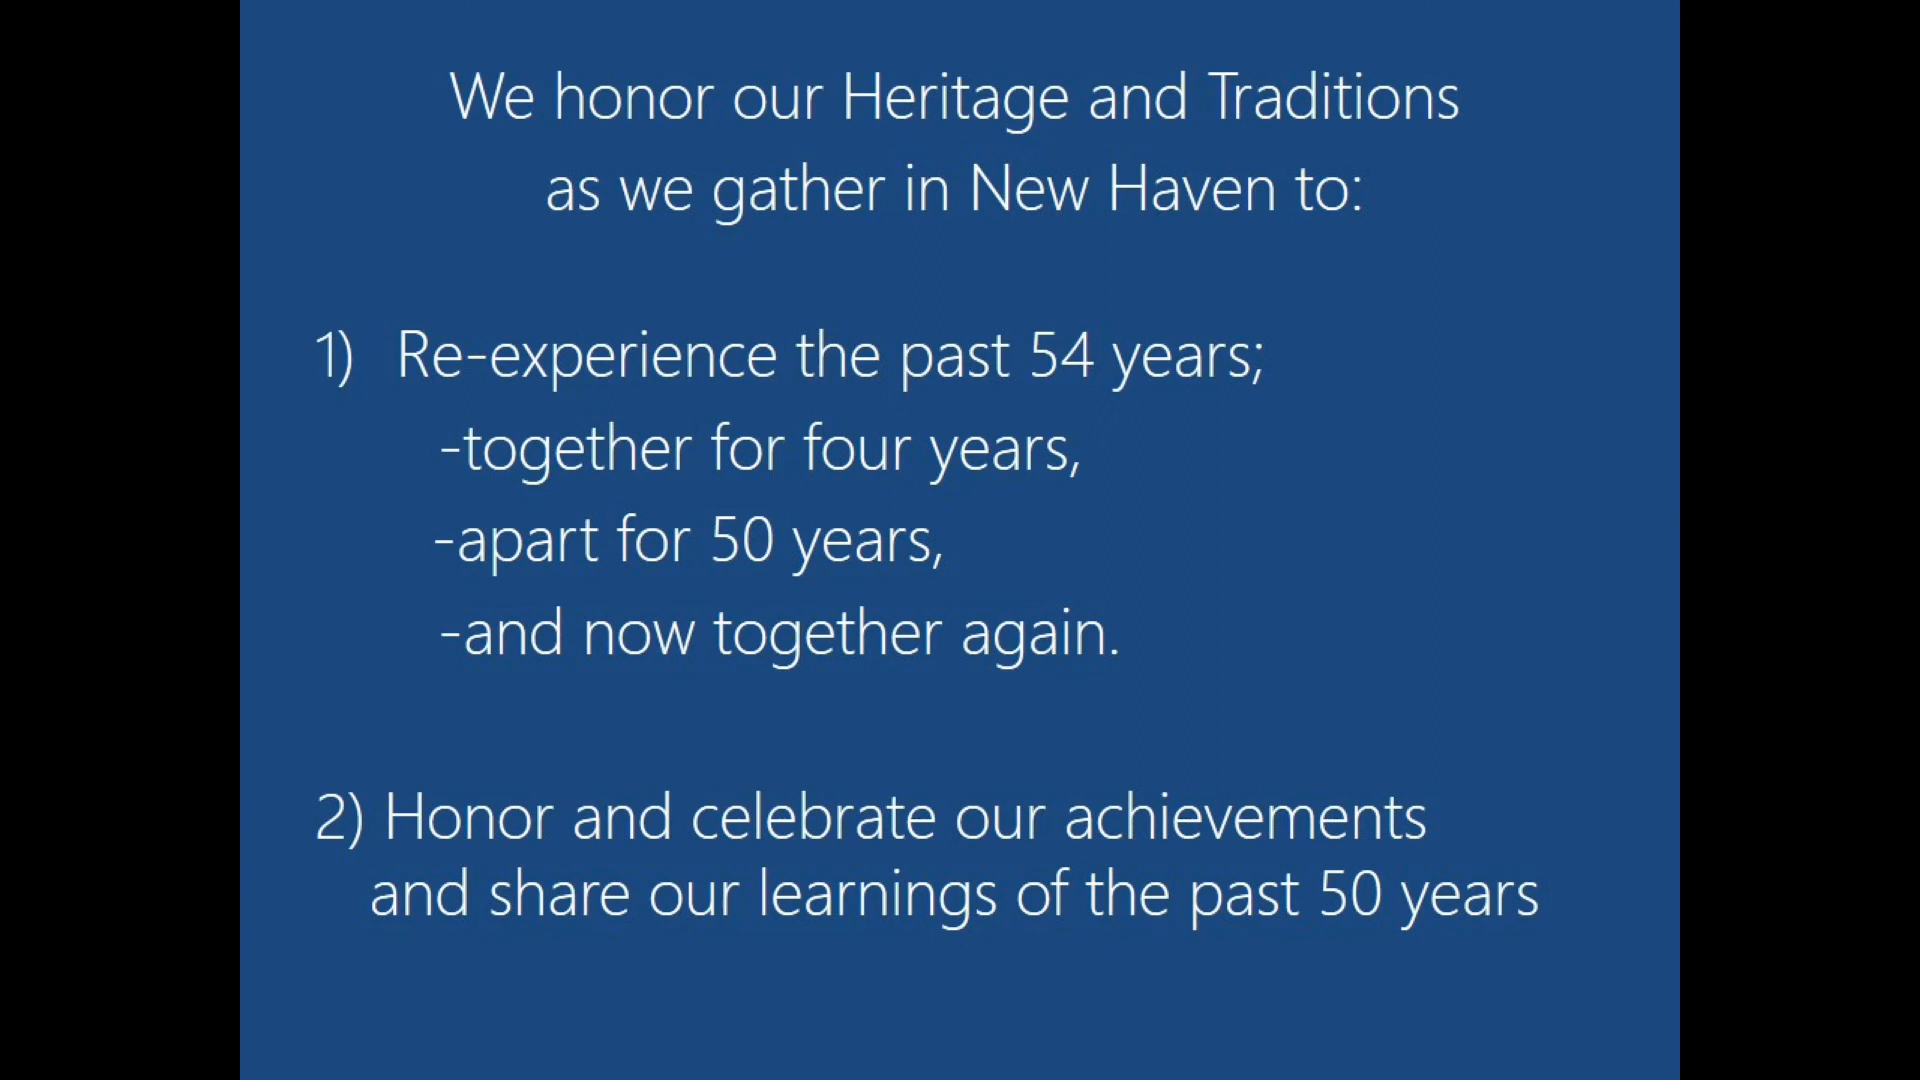 We honor our Heritage and Traditions
as we gather in New Haven to:
1) Re-experience the past 54 years;
-together for four years,
-apart for 50 years,
-and now together again.
2) Honor and celebrate our achievements
and share our learnings of the past 50 years